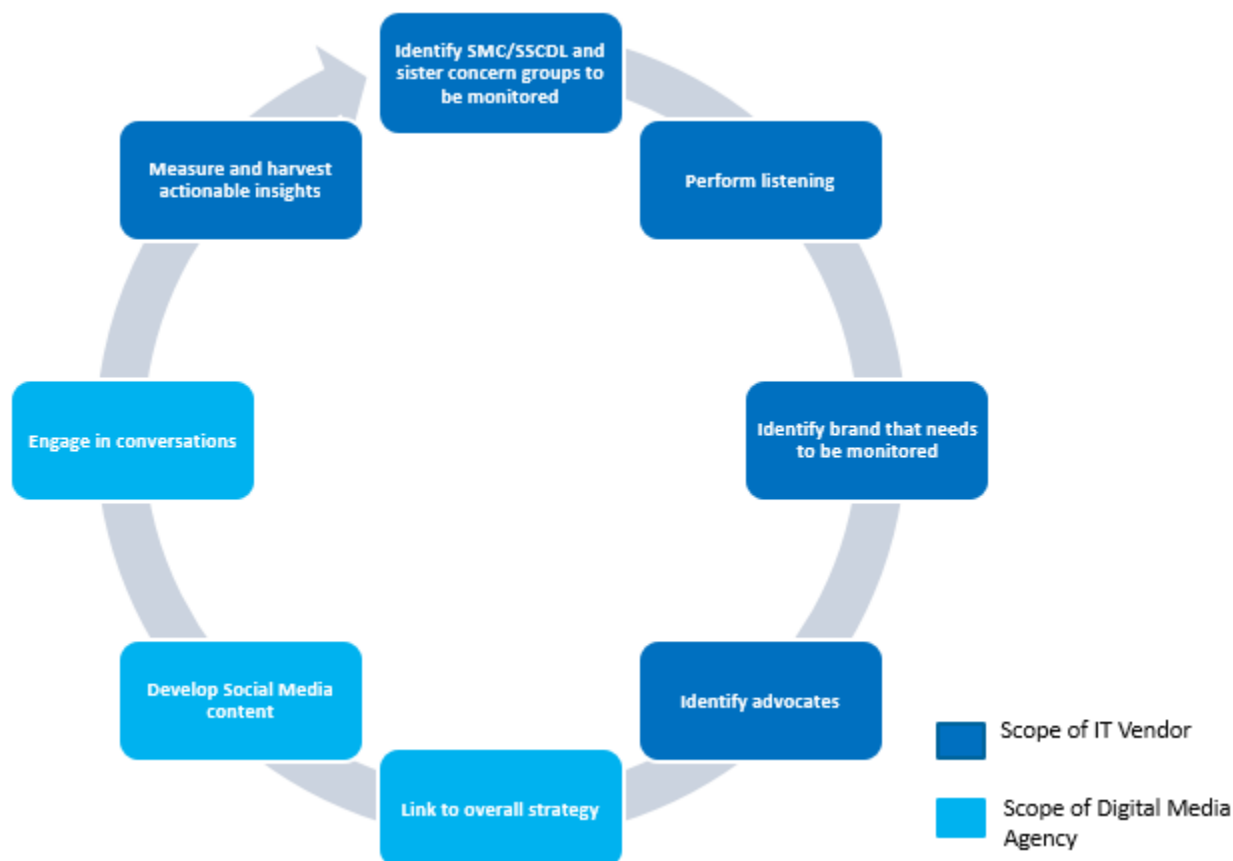 Identify SMC/SSCDL and
sister concern groups to
be monitored
Perform listening
Identify brand that needs
to be monitored
Identify advocates
Link to overall strategy
Develop Social Media
content
Engage in conversations
Measure and harvest
actionable insights
Scope of IT Vendor
Scope of Digital Media
Agency